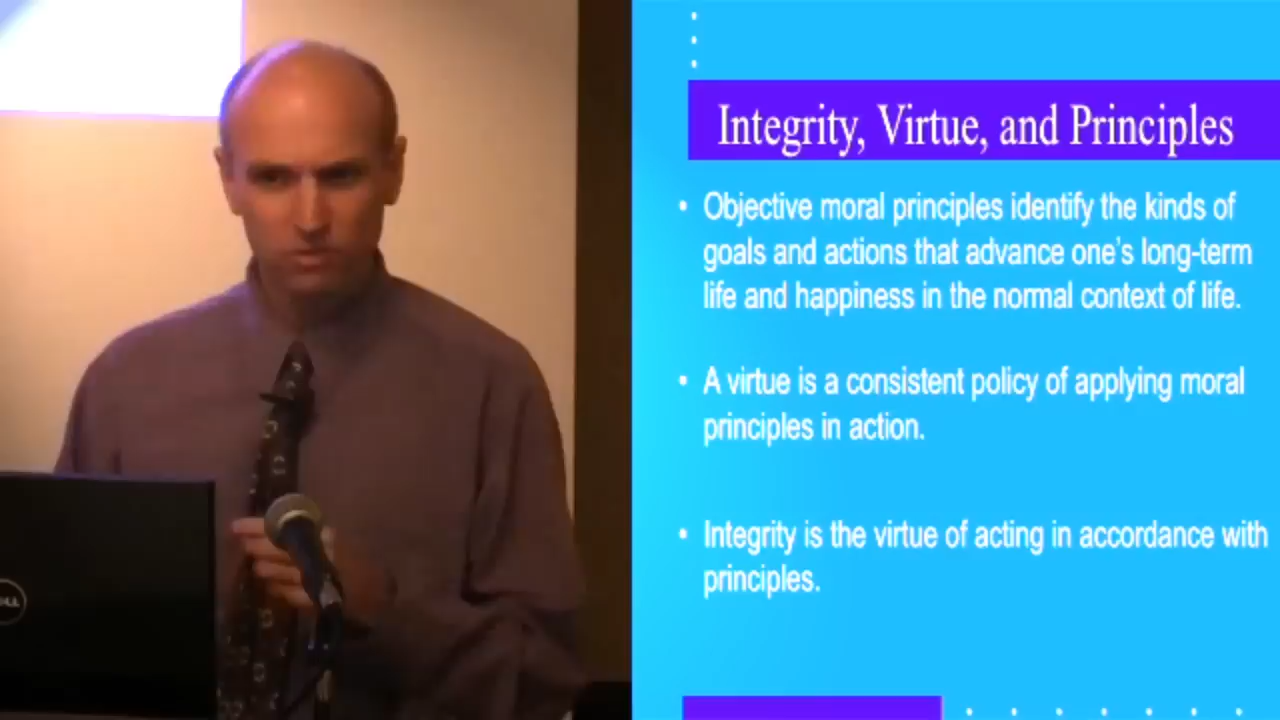 Integrity, Virtue, and Principles
• Objective moral principles identify the kinds of
goals and actions that advance one's long-term
life and happiness in the normal context of life.
• A virtue is a consistent policy of applying moral
principles in action.
• Integrity is the virtue of acting in accordance with
principles.